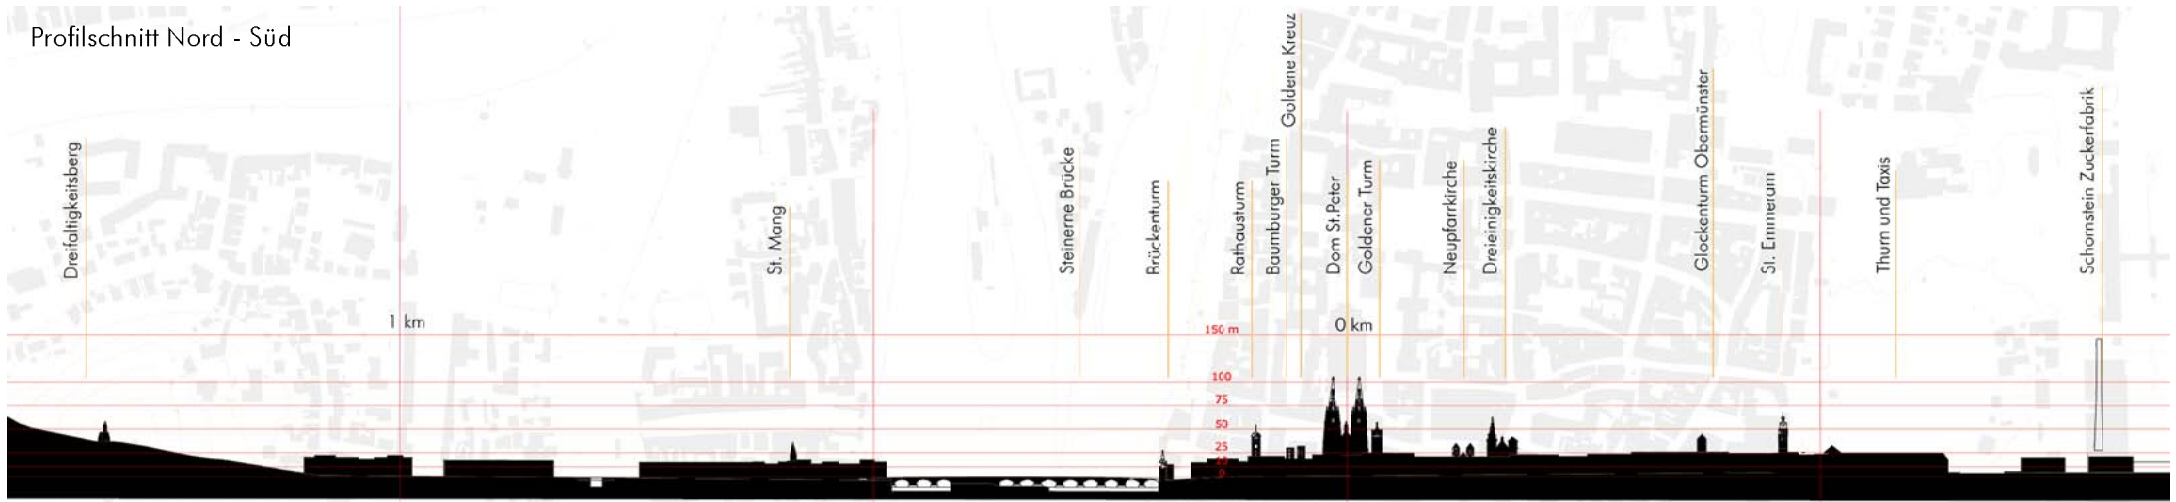 Profilschnitt Nord - Süd
Dreifaltigkeitsberg
1 km
St. Mang
Steinerne Brücke
Brückenturm
Rathausturm
Baumburger Turm
Goldene Kreuz
Dom St.Peter
Goldener Turm
Neupfarrkirche
Dreieinigkeitskirche
Glockenturm Obermünster
St. Emmeram
Thurn und Taxis
Schornstein Zuckerfabrik
0 km
150 m
100
75
50
25
0